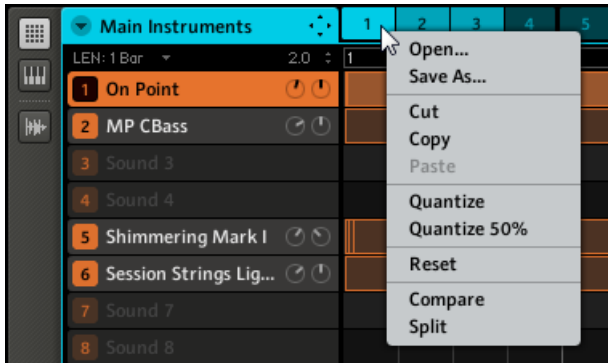 Main Instruments 1 2 3 4 5
LEN: 1 Bar 2.0 1
1 On Point
2 MP CBass
3 Sound 3
4 Sound 4
5 Shimmering Mark I
6 Session Strings Lig...
7 Sound 7
8 Sound 8
Open...
Save As...
Cut
Copy
Paste
Quantize
Quantize 50%
Reset
Compare
Split